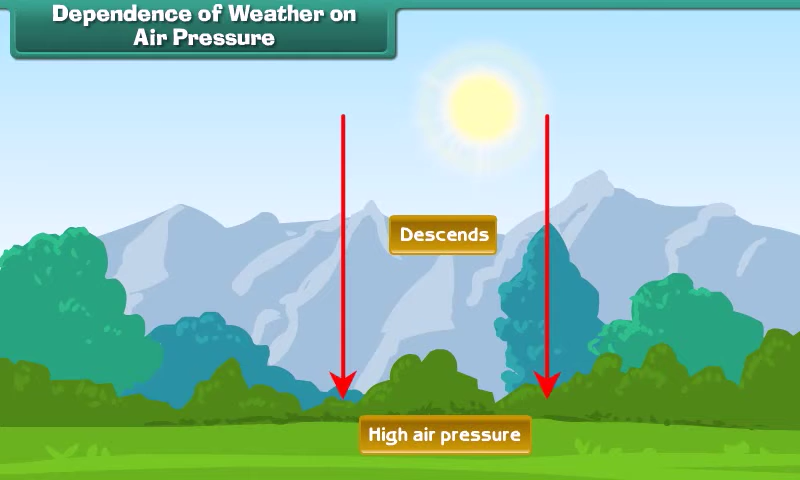 Dependence of Weather on
Air Pressure
Descends
High air pressure